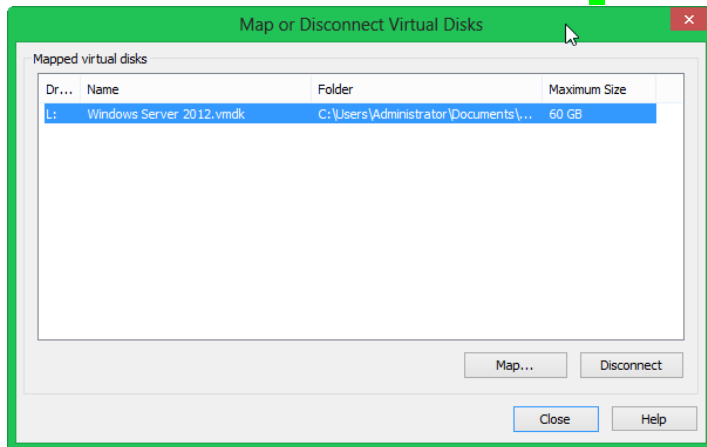 Map or Disconnect Virtual Disks
Mapped virtual disks
Dr... Name Folder Maximum Size
L: Windows Server 2012.vmdk C:\Users\Administrator\Documents\... 60 GB
Map... Disconnect
Close Help